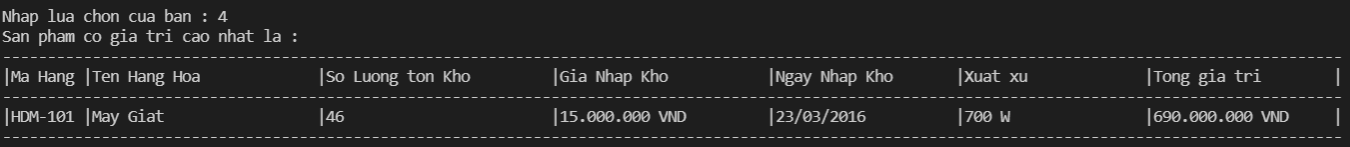 Nhap lua chon cua ban : 4
San pham co gia tri cao nhat la :
|Ma Hang |Ten Hang Hoa |So Luong ton Kho |Gia Nhap Kho |Ngay Nhap Kho |Xuat xu |Tong gia tri |
|HDM-101 |May Giat |46 |15.000.000 VND |23/03/2016 |700 W |690.000.000 VND |